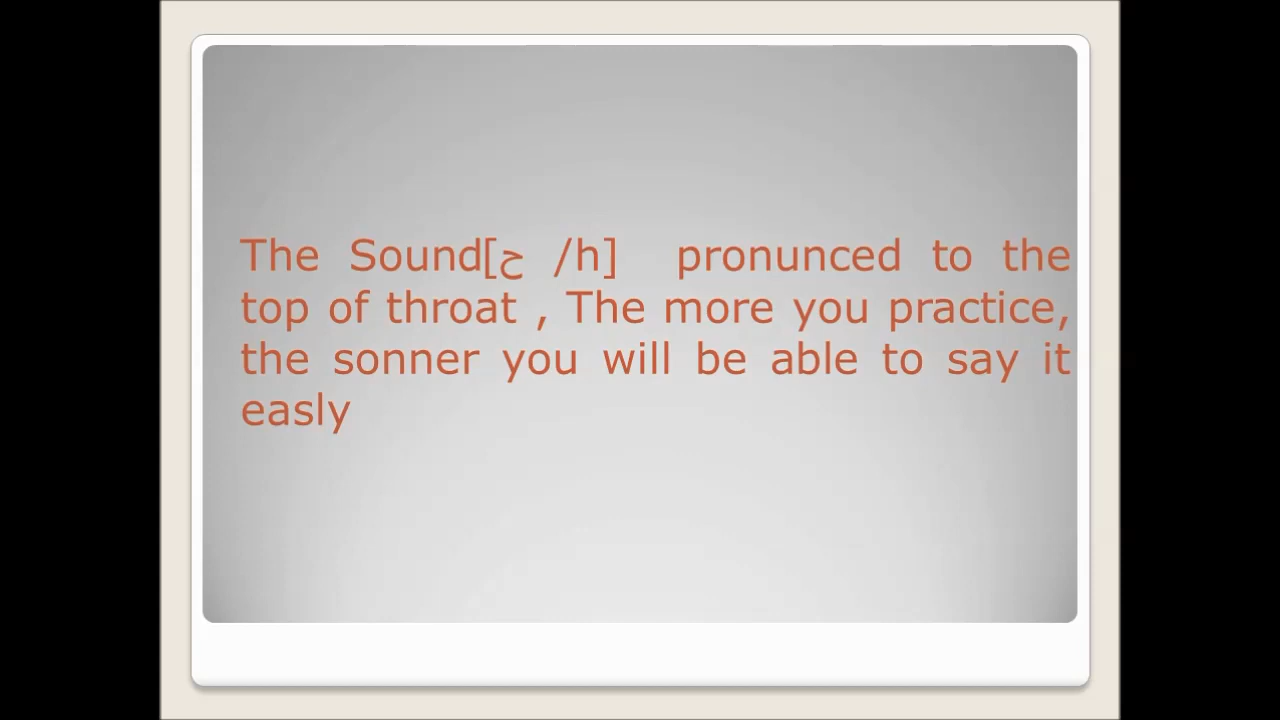 The Sound[ح /h] pronunced to the
top of throat , The more you practice,
the sonner you will be able to say it
easly